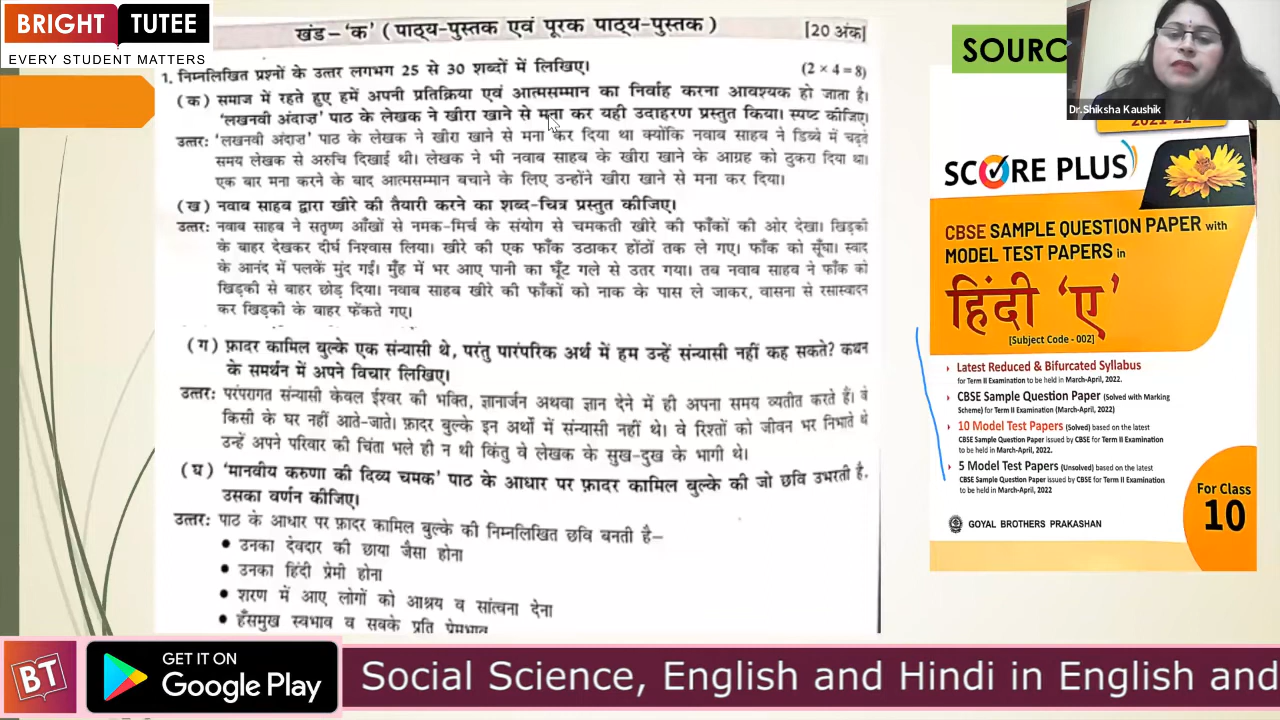 BRIGHT TUTEE
EVERY STUDENT MATTERS
खंड–'क' (पाठ्य-पुस्तक एवं पूरक पाठ्य-पुस्तक)
[20 अंक]
1. निम्नलिखित प्रश्नों के उत्तर लगभग 25 से 30 शब्दों में लिखिए।
(2 × 4 = 8)
(क) समाज में रहते हुए हमें अपनी प्रतिक्रिया एवं आत्मसम्मान का निर्वाह करना आवश्यक हो जाता है।
'लखनवी अंदाज़' पाठ के लेखक ने खीरा खाने से मना कर यही उदाहरण प्रस्तुत किया। स्पष्ट कीजिए।
उत्तर: 'लखनवी अंदाज़' पाठ के लेखक ने खीरा खाने से मना कर दिया था क्योंकि नवाब साहब ने डिब्बे में चढ़ते
समय लेखक से अरुचि दिखाई थी। लेखक ने भी नवाब साहब के खीरा खाने के आग्रह को ठुकरा दिया था।
एक बार मना करने के बाद आत्मसम्मान बचाने के लिए उन्होंने खीरा खाने से मना कर दिया।
(ख) नवाब साहब द्वारा खीरे की तैयारी करने का शब्द-चित्र प्रस्तुत कीजिए।
उत्तर: नवाब साहब ने सतृष्ण आँखों से नमक-मिर्च के संयोग से चमकती खीरे की फाँकों की ओर देखा। खिड़की
के बाहर देखकर दीर्घ निश्वास लिया। खीरे की एक फाँक उठाकर होंठों तक ले गए। फाँक को सूँघा। स्वाद
के आनंद में पलकें मुंद गईं। मुँह में भर आए पानी का घूँट गले से उतर गया। तब नवाब साहब ने फाँक को
खिड़की से बाहर छोड़ दिया। नवाब साहब खीरे की फाँकों को नाक के पास ले जाकर, वासना से रसास्वादन
कर खिड़की के बाहर फेंकते गए।
(ग) फ़ादर कामिल बुल्के एक संन्यासी थे, परंतु पारंपरिक अर्थ में हम उन्हें संन्यासी नहीं कह सकते? कथन
के समर्थन में अपने विचार लिखिए।
उत्तर: परंपरागत संन्यासी केवल ईश्वर की भक्ति, ज्ञानार्जन अथवा ज्ञान देने में ही अपना समय व्यतीत करते हैं। वे
किसी के घर नहीं आते-जाते। फ़ादर बुल्के इन अर्थों में संन्यासी नहीं थे। वे रिश्तों को जीवन भर निभाते थे
उन्हें अपने परिवार की चिंता भले ही न थी किंतु वे लेखक के सुख-दुख के भागी थे।
(घ) 'मानवीय करुणा की दिव्य चमक' पाठ के आधार पर फ़ादर कामिल बुल्के की जो छवि उभरती है,
उसका वर्णन कीजिए।
उत्तर: पाठ के आधार पर फ़ादर कामिल बुल्के की निम्नलिखित छवि बनती है–
• उनका देवदार की छाया जैसा होना
• उनका हिंदी प्रेमी होना
• शरण में आए लोगों को आश्रय व सांत्वना देना
• हँसमुख स्वभाव व सबके प्रति प्रेमभाव
SOURC
Dr.Shiksha Kaushik
2021-22
SCORE PLUS
CBSE SAMPLE QUESTION PAPER with
MODEL TEST PAPERS in
हिंदी 'ए'
[Subject Code - 002]
Latest Reduced & Bifurcated Syllabus
for Term II Examination to be held in March-April, 2022.
CBSE Sample Question Paper (Solved with Marking
Scheme) for Term II Examination (March-April, 2022)
10 Model Test Papers (Solved) based on the latest
CBSE Sample Question Paper issued by CBSE for Term II Examination
to be held in March-April, 2022.
5 Model Test Papers (Unsolved) based on the latest
CBSE Sample Question Paper issued by CBSE for Term II Examination
to be held in March-April, 2022
For Class
10
GOYAL BROTHERS PRAKASHAN
BT
GET IT ON
Google Play
Social Science, English and Hindi in English and